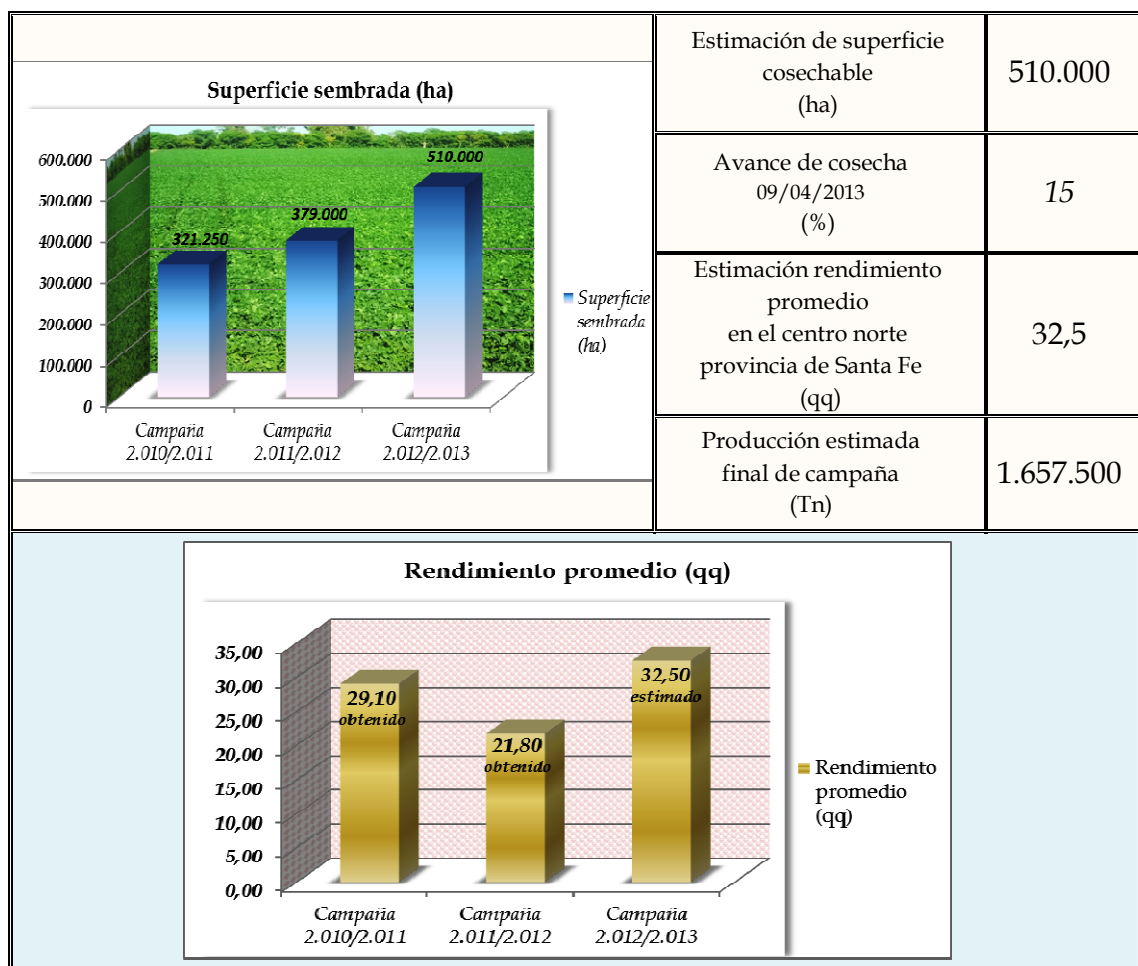 Superficie sembrada (ha)
600.000
500.000
400.000
300.000
200.000
100.000
0
321.250
379.000
510.000
Campaña
2.010/2.011
Campaña
2.011/2.012
Campaña
2.012/2.013
Superficie
sembrada
(ha)
Estimación de superficie
cosechable
(ha)
510.000
Avance de cosecha
09/04/2013
(%)
15
Estimación rendimiento
promedio
en el centro norte
provincia de Santa Fe
(qq)
32,5
Producción estimada
final de campaña
(Tn)
1.657.500
Rendimiento promedio (qq)
35,00
30,00
25,00
20,00
15,00
10,00
5,00
0,00
29,10
obtenido
21,80
obtenido
32,50
estimado
Campaña
2.010/2.011
Campaña
2.011/2.012
Campaña
2.012/2.013
Rendimiento
promedio
(qq)